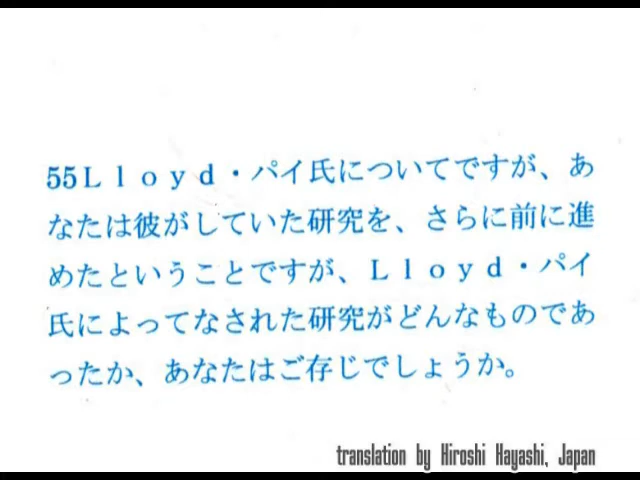 55Lloyd・パイ氏についてですが、あ
なたは彼がしていた研究を、さらに前に進
めたということですが、Lloyd・パイ
氏によってなされた研究がどんなものであ
ったか、あなたはご存じでしょうか。
translation by Hiroshi Hayashi, Japan